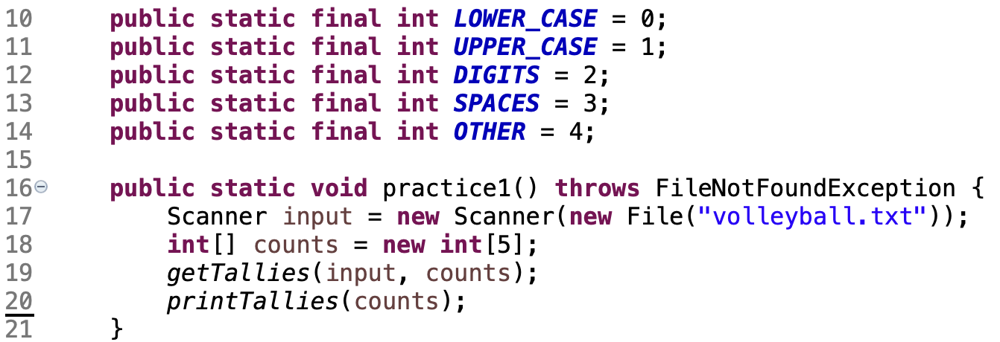 10 public static final int LOWER_CASE = 0;
11 public static final int UPPER_CASE = 1;
12 public static final int DIGITS = 2;
13 public static final int SPACES = 3;
14 public static final int OTHER = 4;
15
16 public static void practice1() throws FileNotFoundException {
17 Scanner input = new Scanner(new File("volleyball.txt"));
18 int[] counts = new int[5];
19 getTallies(input, counts);
20 printTallies(counts);
21 }